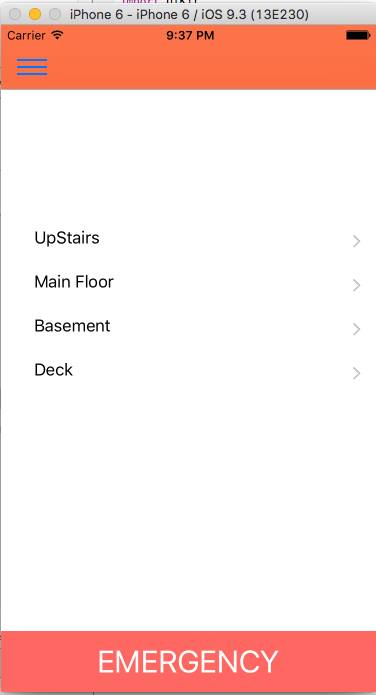 iPhone 6 - iPhone 6 / iOS 9.3 (13E230)
Carrier 9:37 PM
UpStairs
Main Floor
Basement
Deck
EMERGENCY